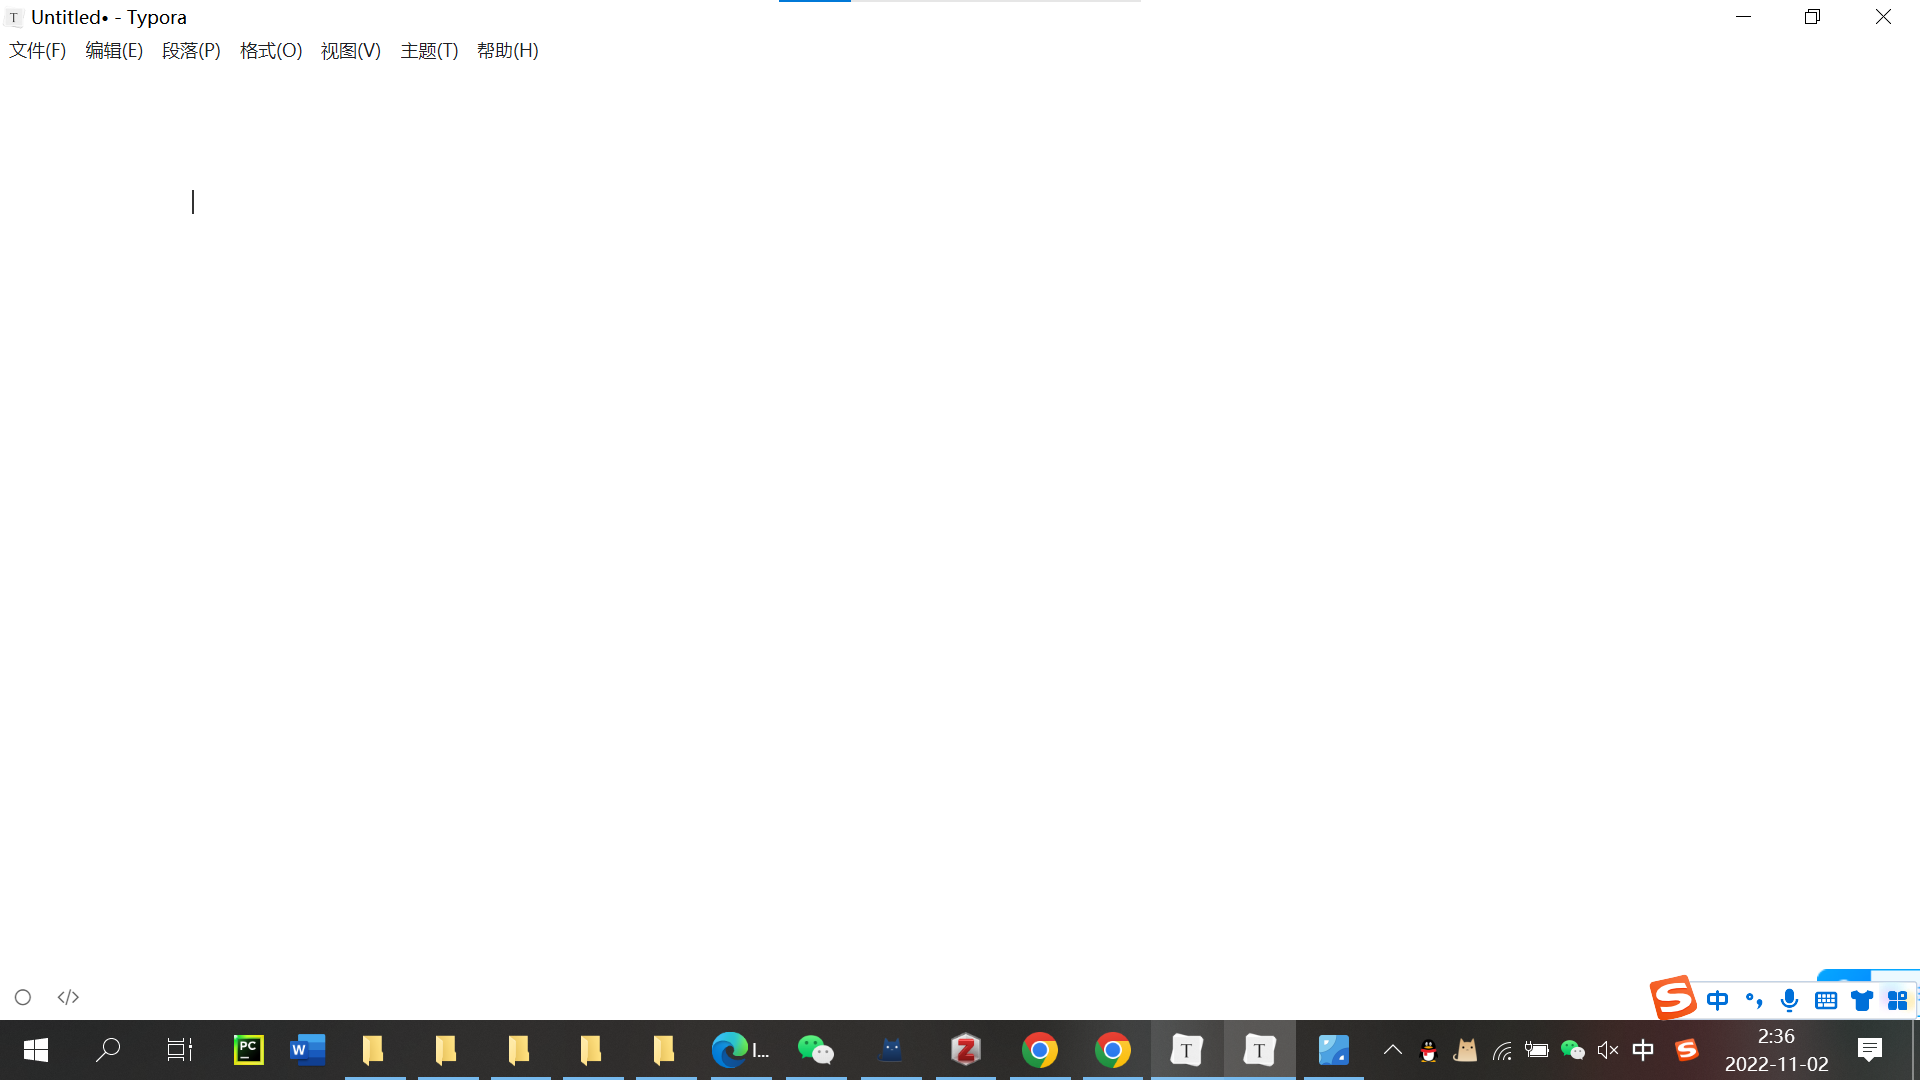 T Untitled• - Typora
文件(F) 编辑(E) 段落(P) 格式(O) 视图(V) 主题(T) 帮助(H)
</>
S 中 °,
PC W I... Z T T 中 S 2:36
2022-11-02